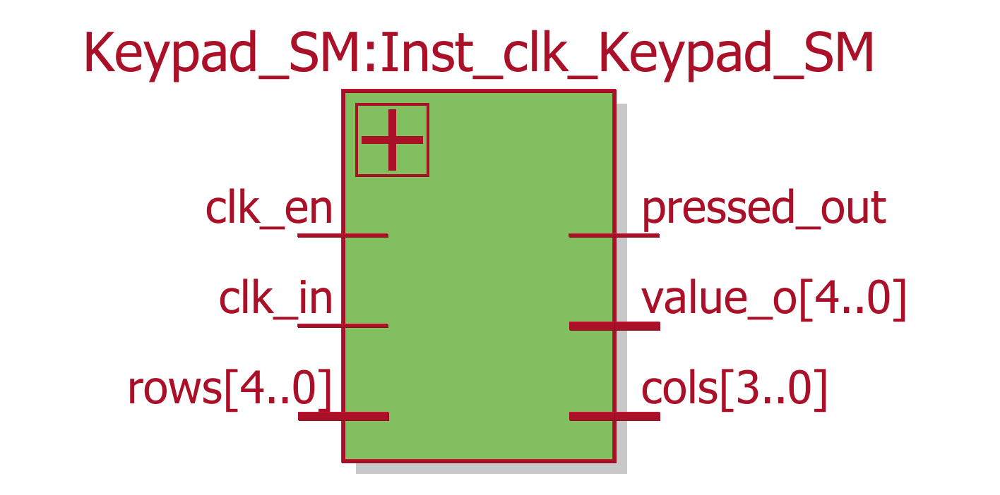 Keypad_SM:Inst_clk_Keypad_SM
clk_en
pressed_out
clk_in
value_o[4..0]
rows[4..0]
cols[3..0]